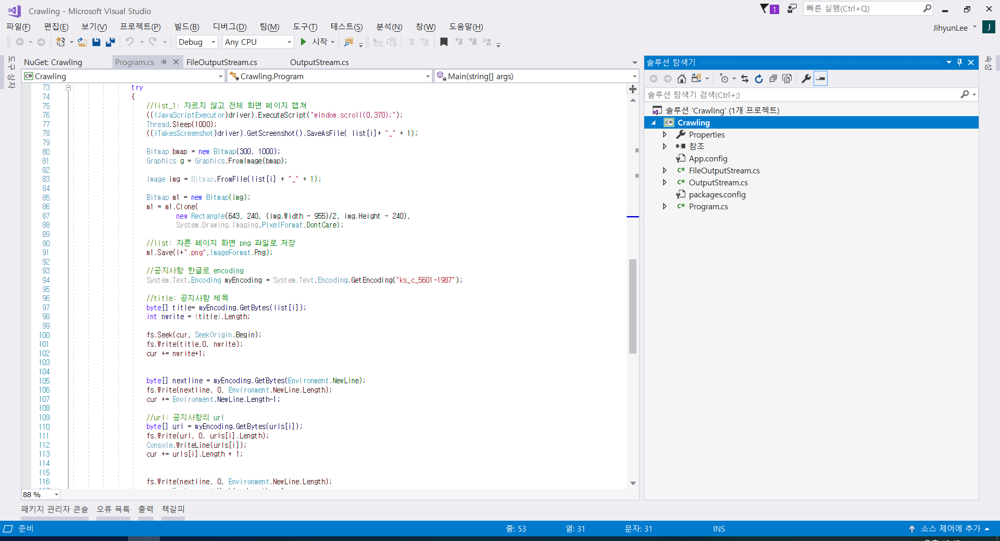 Crawling - Microsoft Visual Studio
1
빠른 실행(Ctrl+Q)
파일(F) 편집(E) 보기(V) 프로젝트(P) 빌드(B) 디버그(D) 팀(M) 도구(T) 테스트(S) 분석(N) 창(W) 도움말(H)
JihyunLee J
Debug Any CPU 시작
도구 상자
NuGet: Crawling Program.cs FileOutputStream.cs OutputStream.cs
Crawling Crawling.Program Main(string[] args)
73 try
74 {
75 //list_1: 자르지 않고 전체 화면 페이지 캡쳐
76 ((IJavaScriptExecutor)driver).ExecuteScript("window.scroll(0,370);");
77 Thread.Sleep(1000);
78 ((ITakesScreenshot)driver).GetScreenshot().SaveAsFile( list[i]+ "_" + 1);
79
80 Bitmap bmap = new Bitmap(300, 1000);
81 Graphics g = Graphics.FromImage(bmap);
82
83 Image img = Bitmap.FromFile(list[i] + "_" + 1);
84
85 Bitmap m1 = new Bitmap(img);
86 m1 = m1.Clone(
87 new Rectangle(643, 240, (img.Width - 955)/2, img.Height - 240),
88 System.Drawing.Imaging.PixelFormat.DontCare);
89
90 //list: 자른 페이지 화면 png 파일로 저장
91 m1.Save(i+".png",ImageFormat.Png);
92
93 //공지사항 한글로 encoding
94 System.Text.Encoding myEncoding = System.Text.Encoding.GetEncoding("ks_c_5601-1987");
95
96 //title: 공지사항 제목
97 byte[] title= myEncoding.GetBytes(list[i]);
98 int nwrite = (title).Length;
99
100 fs.Seek(cur, SeekOrigin.Begin);
101 fs.Write(title,0, nwrite);
102 cur += nwrite+1;
103
104
105 byte[] nextline = myEncoding.GetBytes(Environment.NewLine);
106 fs.Write(nextline, 0, Environment.NewLine.Length);
107 cur += Environment.NewLine.Length-1;
108
109 //url: 공지사항의 url
110 byte[] url = myEncoding.GetBytes(urls[i]);
111 fs.Write(url, 0, urls[i].Length);
112 Console.WriteLine(urls[i]);
113 cur += urls[i].Length + 1;
114
115
116 fs.Write(nextline, 0, Environment.NewLine.Length);
88 %
솔루션 탐색기
솔루션 탐색기 검색(Ctrl+;)
솔루션 'Crawling' (1개 프로젝트)
C# Crawling
Properties
참조
App.config
C# FileOutputStream.cs
C# OutputStream.cs
packages.config
C# Program.cs
속성
패키지 관리자 콘솔 오류 목록 출력 책갈피
준비 줄: 53 열: 31 문자: 31 INS 소스 제어에 추가